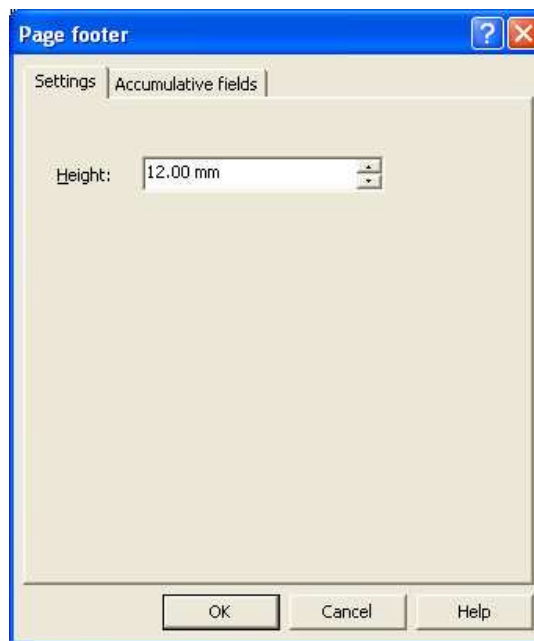 Page footer
Settings Accumulative fields
Height: 12.00 mm
OK Cancel Help